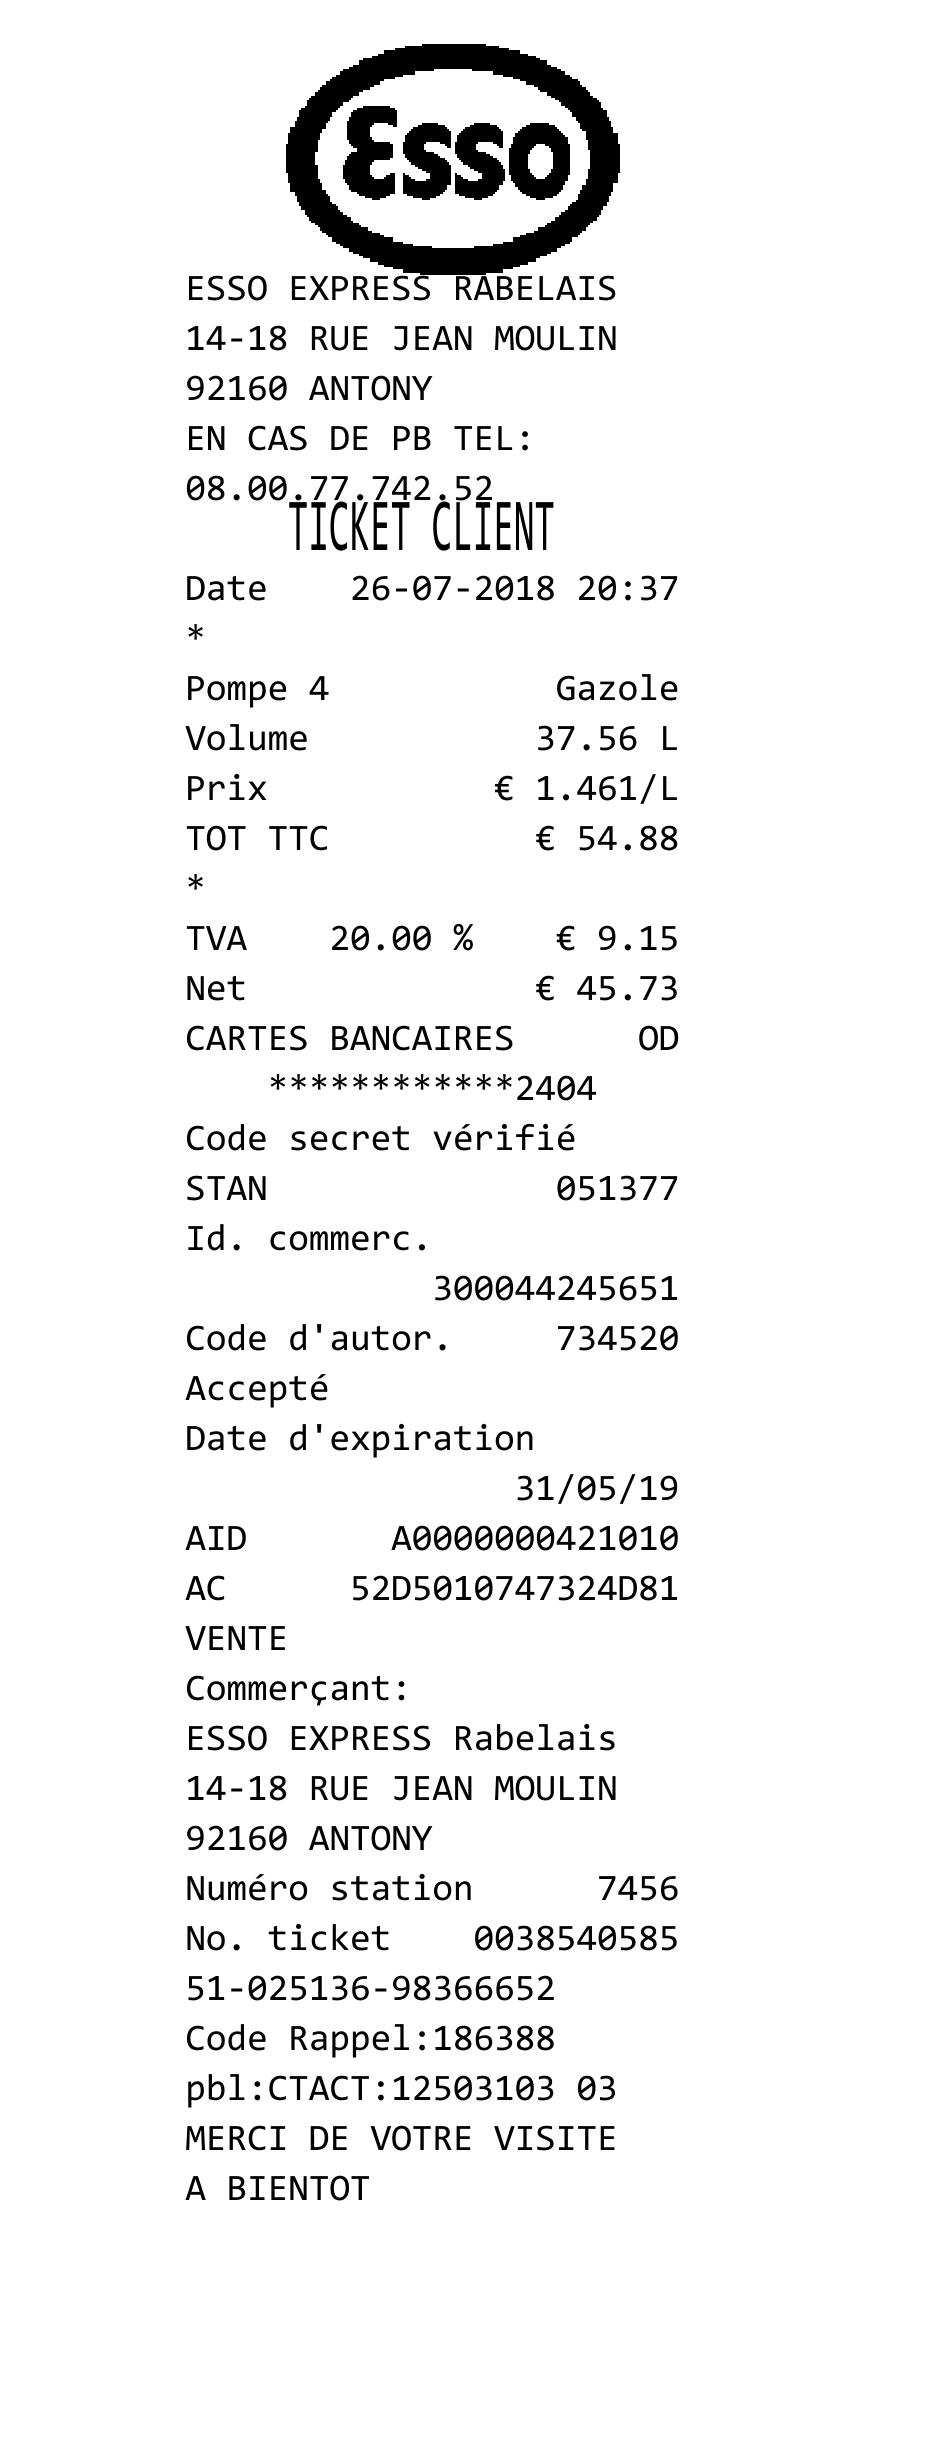 Esso
ESSO EXPRESS RABELAIS
14-18 RUE JEAN MOULIN
92160 ANTONY
EN CAS DE PB TEL:
08.00.77.742.52
TICKET CLIENT
Date 26-07-2018 20:37
*
Pompe 4 Gazole
Volume 37.56 L
Prix € 1.461/L
TOT TTC € 54.88
*
TVA 20.00 % € 9.15
Net € 45.73
CARTES BANCAIRES OD
************2404
Code secret vérifié
STAN 051377
Id. commerc.
300044245651
Code d'autor. 734520
Accepté
Date d'expiration
31/05/19
AID A0000000421010
AC 52D5010747324D81
VENTE
Commerçant:
ESSO EXPRESS Rabelais
14-18 RUE JEAN MOULIN
92160 ANTONY
Numéro station 7456
No. ticket 0038540585
51-025136-98366652
Code Rappel:186388
pbl:CTACT:12503103 03
MERCI DE VOTRE VISITE
A BIENTOT